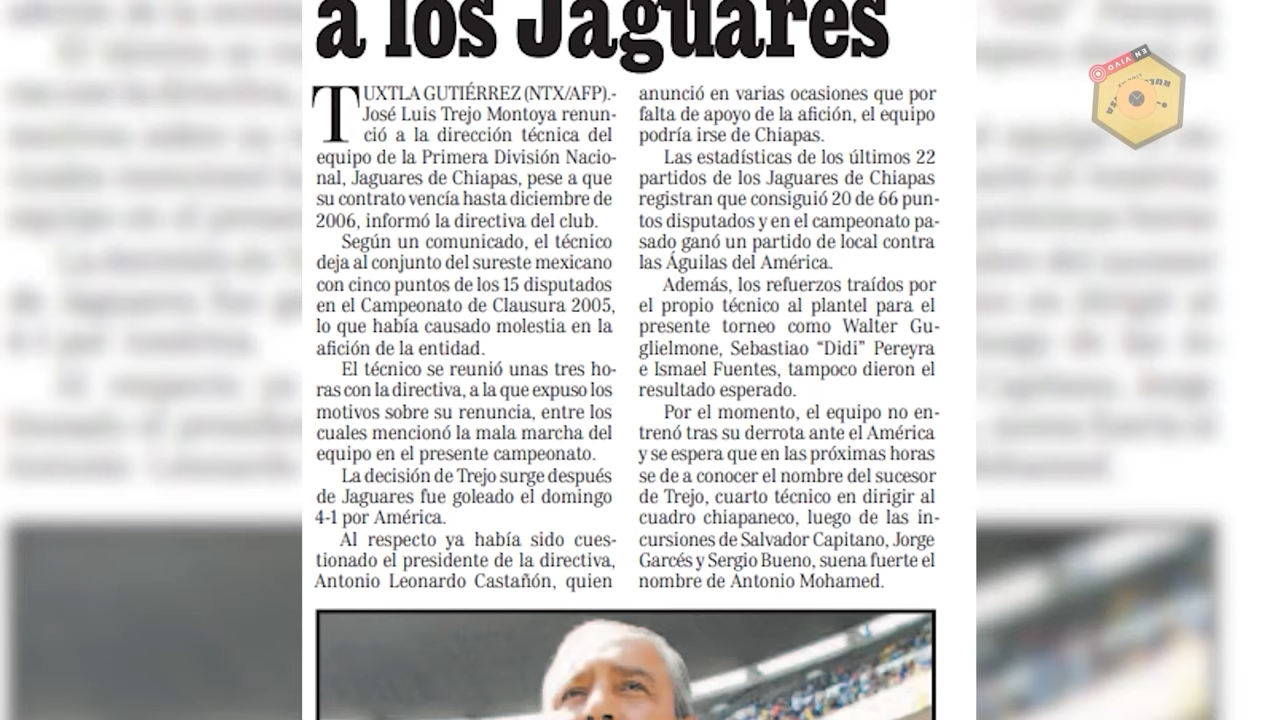 a los Jaguares
TUXTLA GUTIÉRREZ (NTX/AFP).-
José Luis Trejo Montoya renun-
ció a la dirección técnica del
equipo de la Primera División Nacio-
nal, Jaguares de Chiapas, pese a que
su contrato vencía hasta diciembre de
2006, informó la directiva del club.
Según un comunicado, el técnico
deja al conjunto del sureste mexicano
con cinco puntos de los 15 disputados
en el Campeonato de Clausura 2005,
lo que había causado molestia en la
afición de la entidad.
El técnico se reunió unas tres ho-
ras con la directiva, a la que expuso los
motivos sobre su renuncia, entre los
cuales mencionó la mala marcha del
equipo en el presente campeonato.
La decisión de Trejo surge después
de Jaguares fue goleado el domingo
4-1 por América.
Al respecto ya había sido cues-
tionado el presidente de la directiva,
Antonio Leonardo Castañón, quien
anunció en varias ocasiones que por
falta de apoyo de la afición, el equipo
podría irse de Chiapas.
Las estadísticas de los últimos 22
partidos de los Jaguares de Chiapas
registran que consiguió 20 de 66 pun-
tos disputados y en el campeonato pa-
sado ganó un partido de local contra
las Águilas del América.
Además, los refuerzos traídos por
el propio técnico al plantel para el
presente torneo como Walter Gu-
glielmone, Sebastiao “Didi” Pereyra
e Ismael Fuentes, tampoco dieron el
resultado esperado.
Por el momento, el equipo no en-
trenó tras su derrota ante el América
y se espera que en las próximas horas
se de a conocer el nombre del sucesor
de Trejo, cuarto técnico en dirigir al
cuadro chiapaneco, luego de las in-
cursiones de Salvador Capitano, Jorge
Garcés y Sergio Bueno, suena fuerte el
nombre de Antonio Mohamed.
EN VIVO